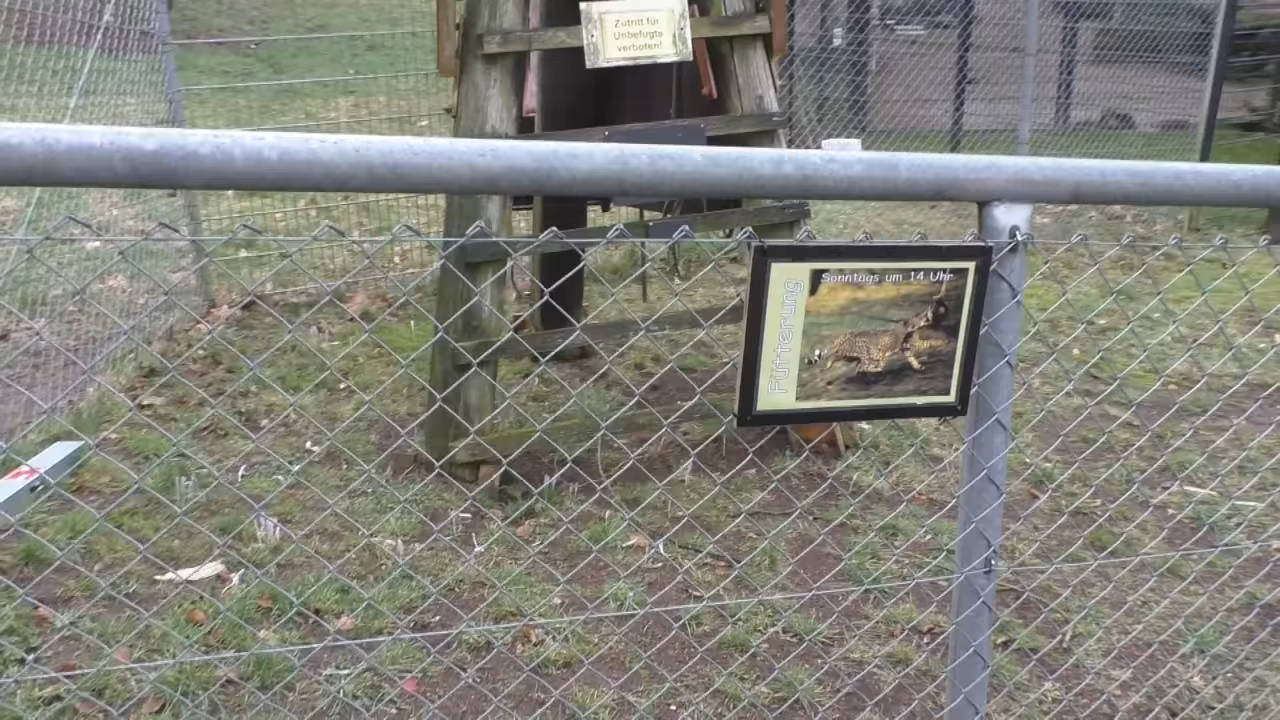 Zutritt für
Unbefugte
verboten!
Sonntags um 14 Uhr
Fütterung